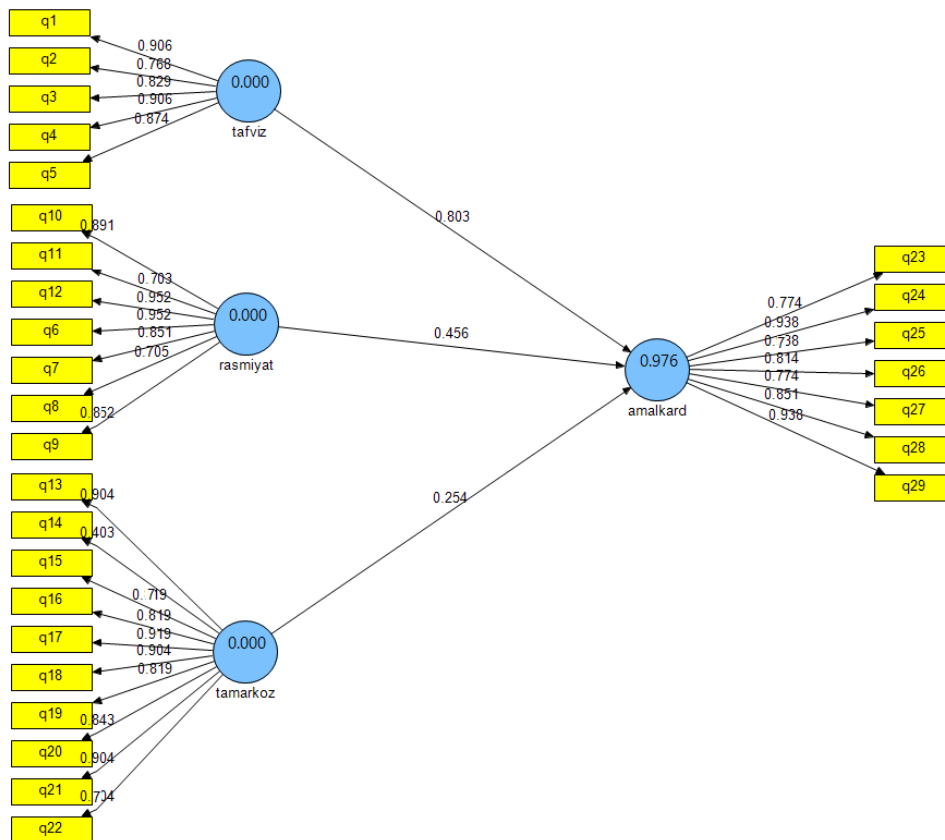 q1
0.906
q2
0.768
q3
0.829
q4
0.906
q5
0.874
0.000
tafviz
0.803
q10
0.891
q11
0.703
q12
0.952
q6
0.952
q7
0.851
q8
0.705
q9
0.852
0.000
rasmiyat
0.456
q13
0.904
q14
0.403
q15
0.719
q16
0.819
q17
0.919
q18
0.904
q19
0.819
q20
0.843
q21
0.904
q22
0.000
tamarkoz
0.254
0.976
amalkard
q23
0.774
q24
0.938
q25
0.738
q26
0.814
q27
0.774
q28
0.851
q29
0.938